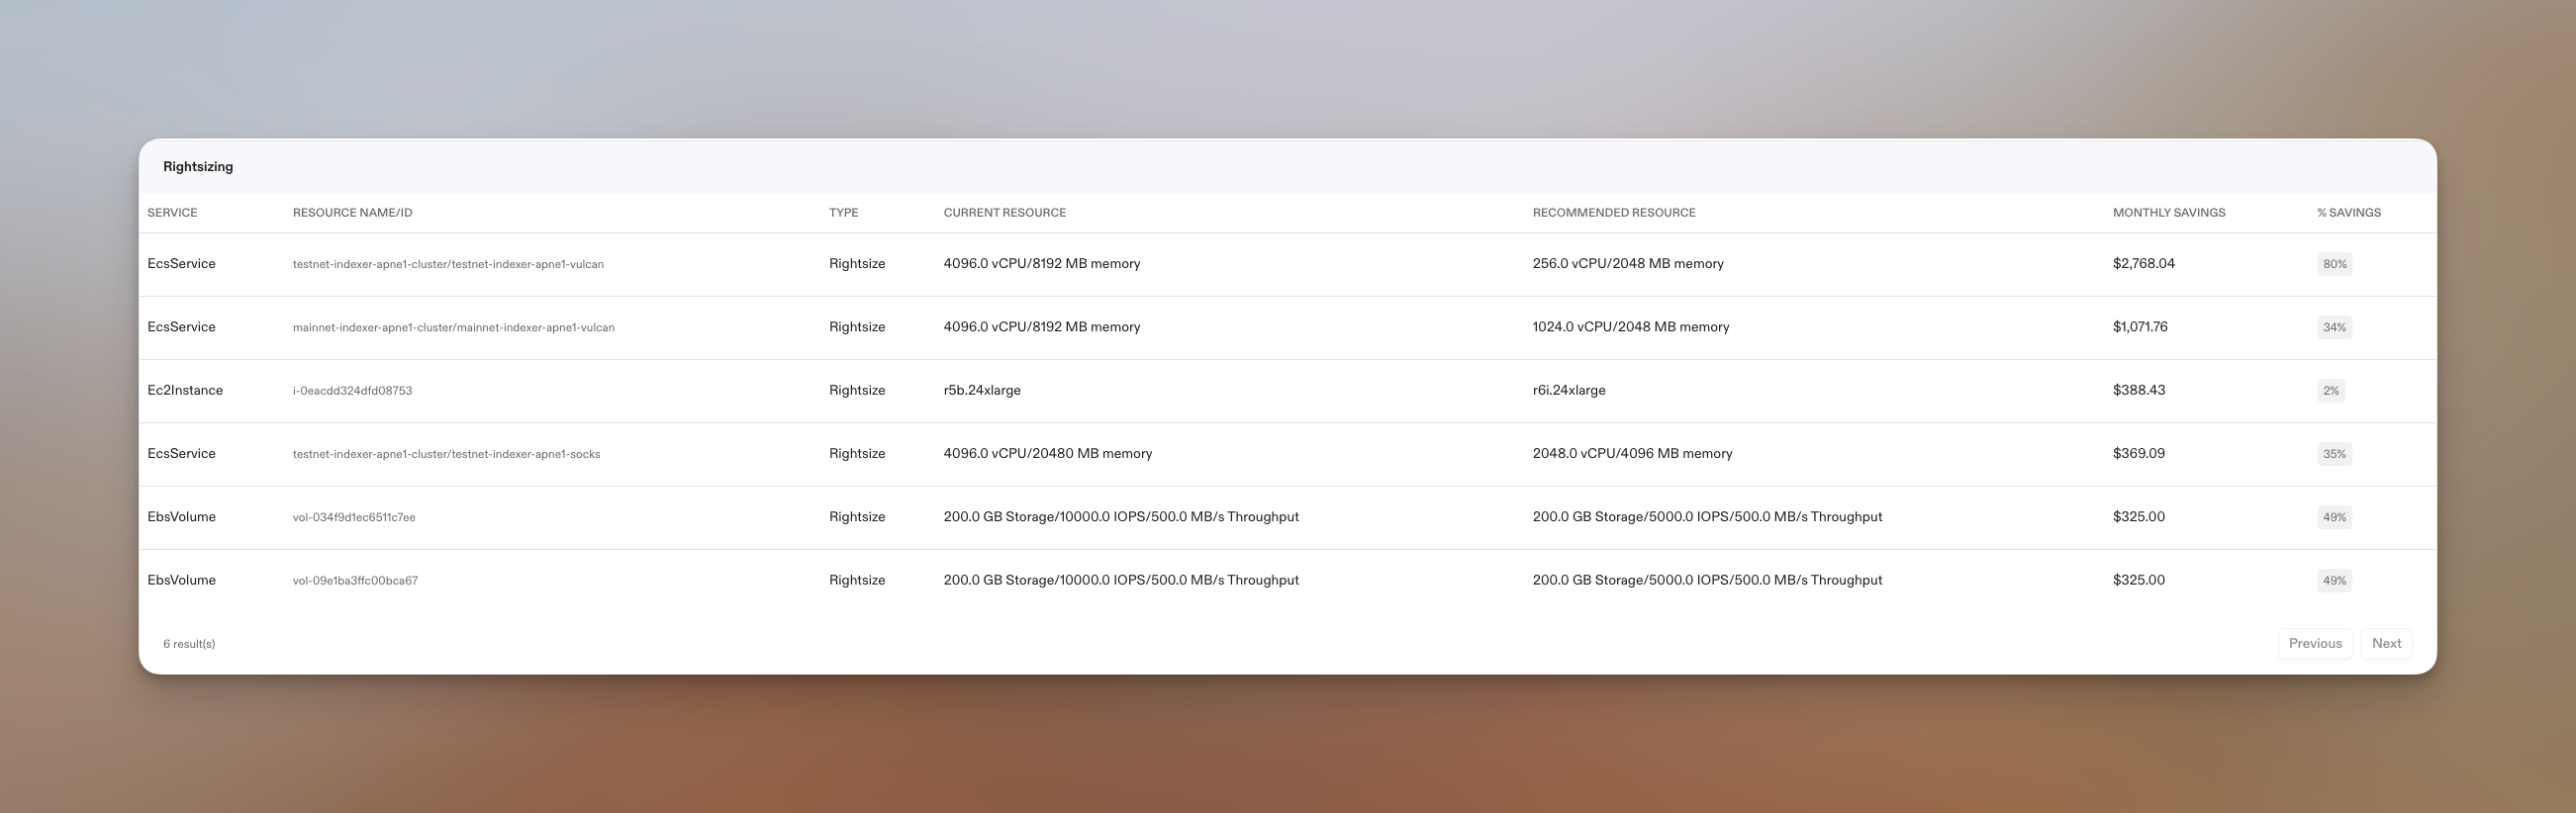 Rightsizing
SERVICE RESOURCE NAME/ID TYPE CURRENT RESOURCE RECOMMENDED RESOURCE MONTHLY SAVINGS % SAVINGS
EcsService testnet-indexer-apne1-cluster/testnet-indexer-apne1-vulcan Rightsize 4096.0 vCPU/8192 MB memory 256.0 vCPU/2048 MB memory $2,768.04 80%
EcsService mainnet-indexer-apne1-cluster/mainnet-indexer-apne1-vulcan Rightsize 4096.0 vCPU/8192 MB memory 1024.0 vCPU/2048 MB memory $1,071.76 34%
Ec2Instance i-0eacdd324dfd08753 Rightsize r5b.24xlarge r6i.24xlarge $388.43 2%
EcsService testnet-indexer-apne1-cluster/testnet-indexer-apne1-socks Rightsize 4096.0 vCPU/20480 MB memory 2048.0 vCPU/4096 MB memory $369.09 35%
EbsVolume vol-034f9d1ec6511c7ee Rightsize 200.0 GB Storage/10000.0 IOPS/500.0 MB/s Throughput 200.0 GB Storage/5000.0 IOPS/500.0 MB/s Throughput $325.00 49%
EbsVolume vol-09e1ba3ffc00bca67 Rightsize 200.0 GB Storage/10000.0 IOPS/500.0 MB/s Throughput 200.0 GB Storage/5000.0 IOPS/500.0 MB/s Throughput $325.00 49%
6 result(s) Previous Next